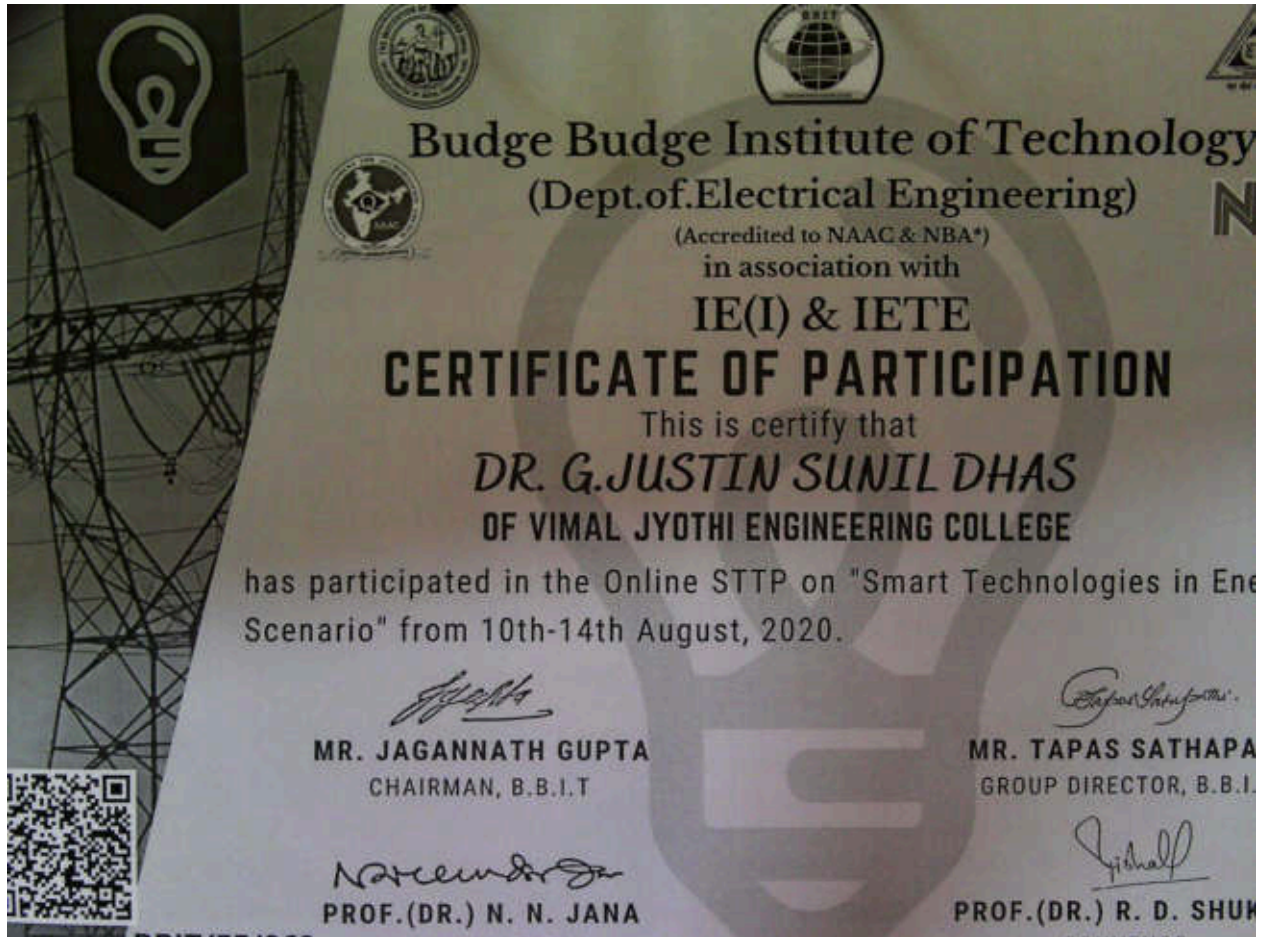 BBIT
Budge Budge Institute of Technology
(Dept.of.Electrical Engineering)
(Accredited to NAAC & NBA*)
in association with
IE(I) & IETE
CERTIFICATE OF PARTICIPATION
This is certify that
DR. G.JUSTIN SUNIL DHAS
OF VIMAL JYOTHI ENGINEERING COLLEGE
has participated in the Online STTP on "Smart Technologies in Ene
Scenario" from 10th-14th August, 2020.
MR. JAGANNATH GUPTA
CHAIRMAN, B.B.I.T
MR. TAPAS SATHAPA
GROUP DIRECTOR, B.B.I.
PROF.(DR.) N. N. JANA
PROF.(DR.) R. D. SHUK